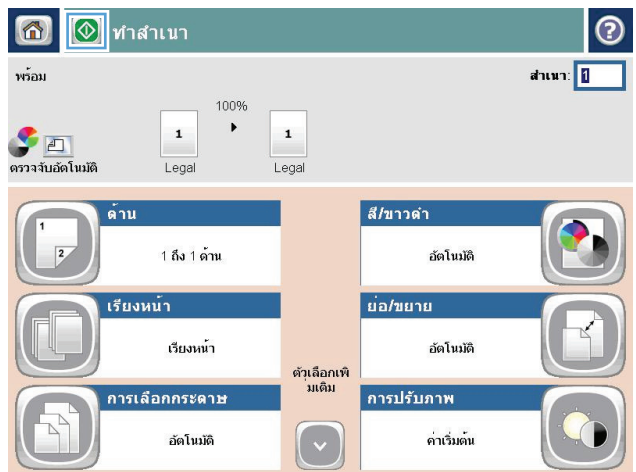 ทำสำเนา
?
พร้อม
สำเนา: 1
100%
1
1
ตรวจจับอัตโนมัติ
Legal
Legal
ด้าน
1
2
1 ถึง 1 ด้าน
สี/ขาวดำ
อัตโนมัติ
เรียงหน้า
เรียงหน้า
ย่อ/ขยาย
อัตโนมัติ
ตัวเลือกเพิ
่มเติม
การเลือกกระดาษ
อัตโนมัติ
การปรับภาพ
ค่าเริ่มต้น